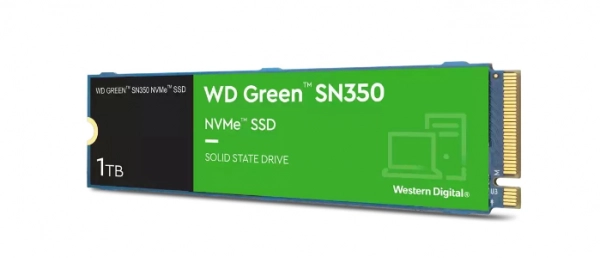 WD GREEN™ SN350 NVMe™ SSD
1TB
WD Green™ SN350
NVMe™ SSD
SOLID STATE DRIVE
Western Digital®
M